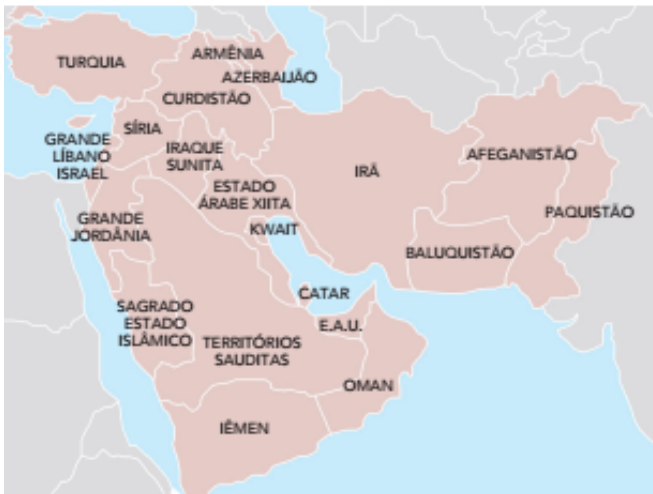 TURQUIA
ARMÊNIA
AZERBAIJÃO
CURDISTÃO
SÍRIA
GRANDE
LÍBANO
ISRAEL
IRAQUE
SUNITA
IRÃ
AFEGANISTÃO
ESTADO
ÁRABE XIITA
PAQUISTÃO
GRANDE
JORDÂNIA
KWAIT
BALUQUISTÃO
CATAR
SAGRADO
ESTADO
ISLÂMICO
E.A.U.
TERRITÓRIOS
SAUDITAS
OMAN
IÊMEN